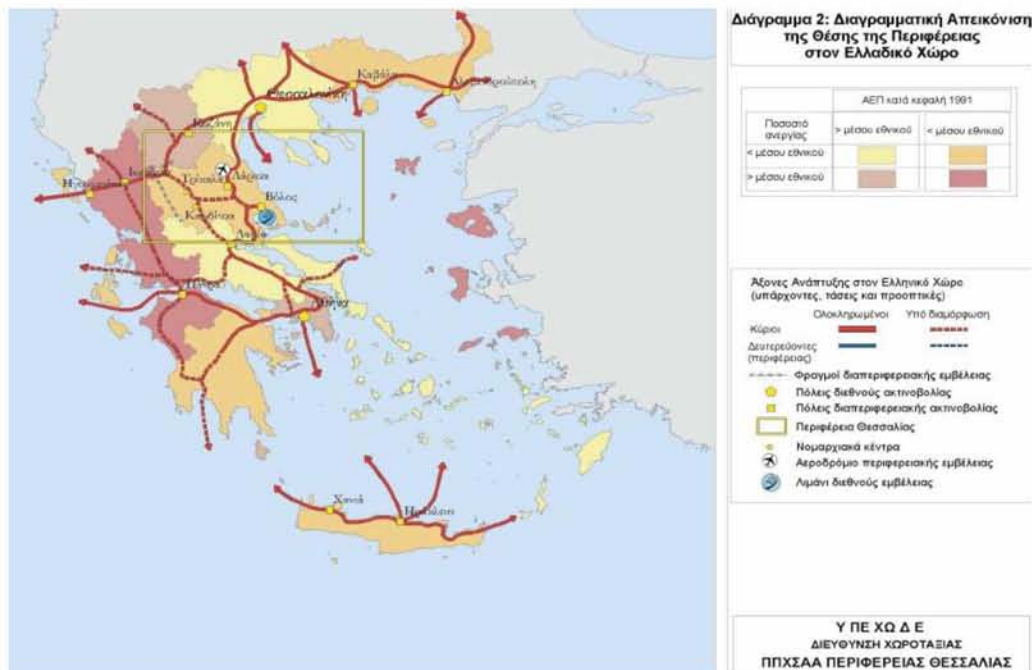 Διάγραμμα 2: Διαγραμματική Απεικόνιση
της Θέσης της Περιφέρειας
στον Ελλαδικό Χώρο
ΑΕΠ κατά κεφαλή 1991
Ποσοστό
ανεργίας
> μέσου εθνικού
< μέσου εθνικού
< μέσου εθνικού
> μέσου εθνικού
Άξονες Ανάπτυξης στον Ελληνικό Χώρο
(υπάρχοντες, τάσεις και προοπτικές)
Ολοκληρωμένοι
Υπό διαμόρφωση
Κύριοι
Δευτερεύοντες
(περιφέρειας)
Φραγμοί διαπεριφερειακής εμβέλειας
Πόλεις διεθνούς ακτινοβολίας
Πόλεις διαπεριφερειακής ακτινοβολίας
Περιφέρεια Θεσσαλίας
Νομαρχιακά κέντρα
Αεροδρόμιο περιφερειακής εμβέλειας
Λιμάνι διεθνούς εμβέλειας
Υ ΠΕ ΧΩ Δ Ε
ΔΙΕΥΘΥΝΣΗ ΧΩΡΟΤΑΞΙΑΣ
ΠΠΧΣΑΑ ΠΕΡΙΦΕΡΕΙΑΣ ΘΕΣΣΑΛΙΑΣ
Καβάλα
Θεσσαλονίκη
Κοζάνη
Τρίκαλα
Λάρισα
Βόλος
Καρδίτσα
Αθήνα
Χανιά
Ηράκλειο